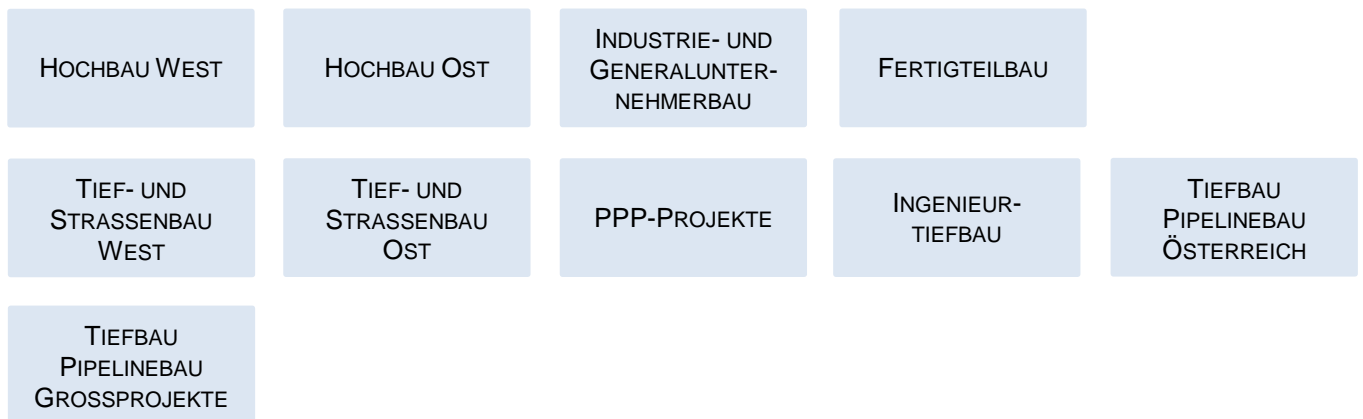 HOCHBAU WEST
HOCHBAU OST
INDUSTRIE- UND
GENERALUNTER-
NEHMERBAU
FERTIGTEILBAU
TIEF- UND
STRASSENBAU
WEST
TIEF- UND
STRASSENBAU
OST
PPP-PROJEKTE
INGENIEUR-
TIEFBAU
TIEFBAU
PIPELINEBAU
ÖSTERREICH
TIEFBAU
PIPELINEBAU
GROSSPROJEKTE